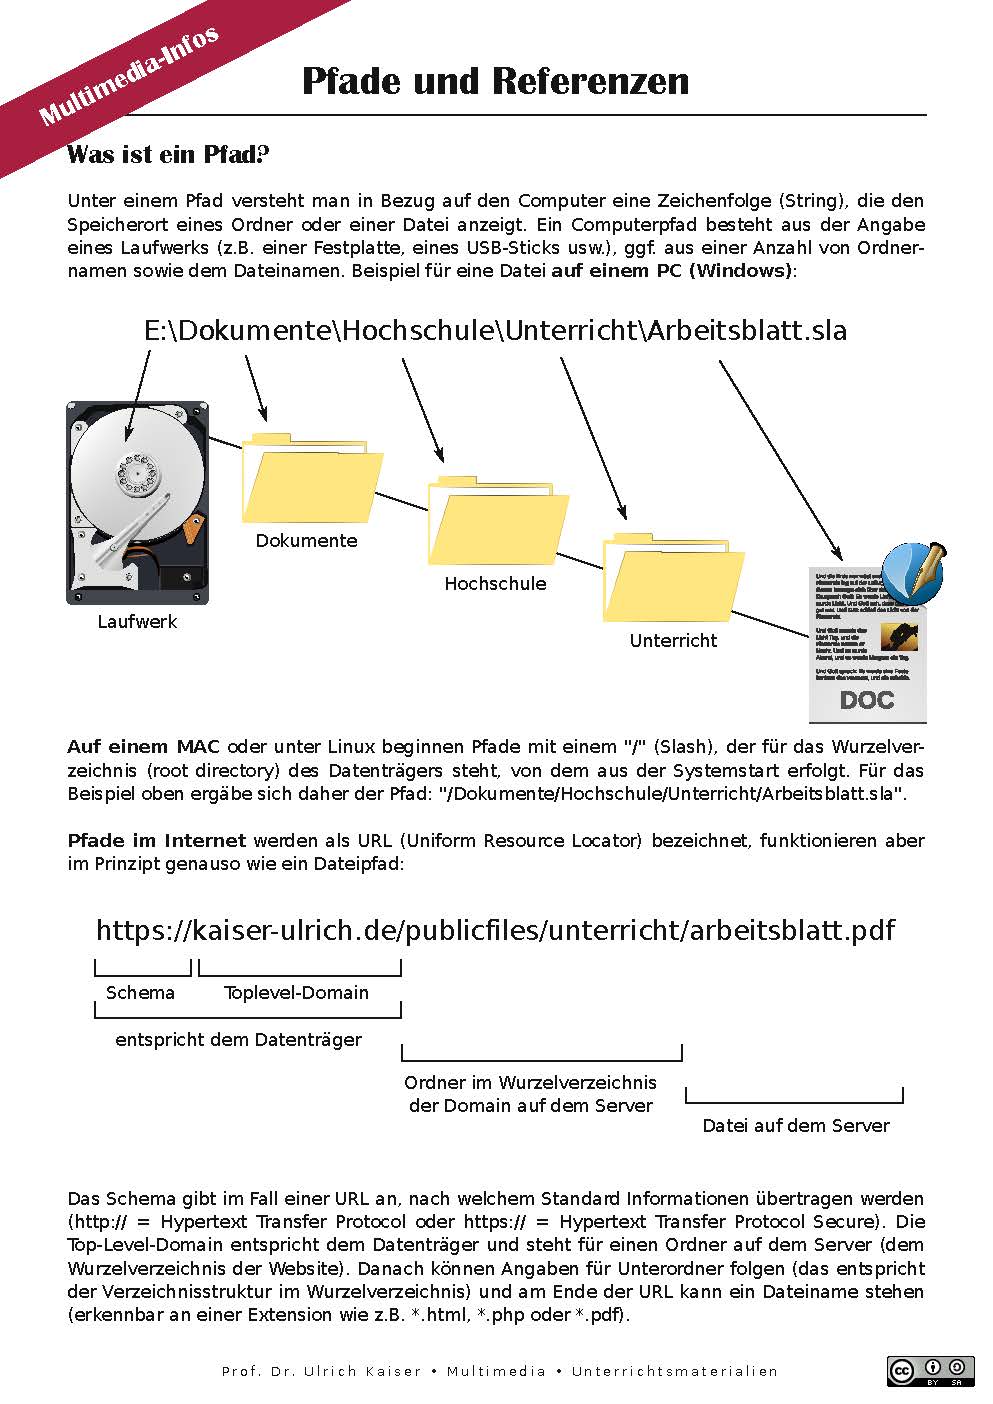 Multimedia-Infos
Pfade und Referenzen
Was ist ein Pfad?
Unter einem Pfad versteht man in Bezug auf den Computer eine Zeichenfolge (String), die den
Speicherort eines Ordner oder einer Datei anzeigt. Ein Computerpfad besteht aus der Angabe
eines Laufwerks (z.B. einer Festplatte, eines USB-Sticks usw.), ggf. aus einer Anzahl von Ordner-
namen sowie dem Dateinamen. Beispiel für eine Datei auf einem PC (Windows):
E:\Dokumente\Hochschule\Unterricht\Arbeitsblatt.sla
Laufwerk
Dokumente
Hochschule
Unterricht
DOC
Auf einem MAC oder unter Linux beginnen Pfade mit einem "/" (Slash), der für das Wurzelver-
zeichnis (root directory) des Datenträgers steht, von dem aus der Systemstart erfolgt. Für das
Beispiel oben ergäbe sich daher der Pfad: "/Dokumente/Hochschule/Unterricht/Arbeitsblatt.sla".
Pfade im Internet werden als URL (Uniform Resource Locator) bezeichnet, funktionieren aber
im Prinzipt genauso wie ein Dateipfad:
https://kaiser-ulrich.de/publicfiles/unterricht/arbeitsblatt.pdf
Schema Toplevel-Domain
entspricht dem Datenträger
Ordner im Wurzelverzeichnis
der Domain auf dem Server
Datei auf dem Server
Das Schema gibt im Fall einer URL an, nach welchem Standard Informationen übertragen werden
(http:// = Hypertext Transfer Protocol oder https:// = Hypertext Transfer Protocol Secure). Die
Top-Level-Domain entspricht dem Datenträger und steht für einen Ordner auf dem Server (dem
Wurzelverzeichnis der Website). Danach können Angaben für Unterordner folgen (das entspricht
der Verzeichnisstruktur im Wurzelverzeichnis) und am Ende der URL kann ein Dateiname stehen
(erkennbar an einer Extension wie z.B. *.html, *.php oder *.pdf).
Prof. Dr. Ulrich Kaiser • Multimedia • Unterrichtsmaterialien
cc BY SA